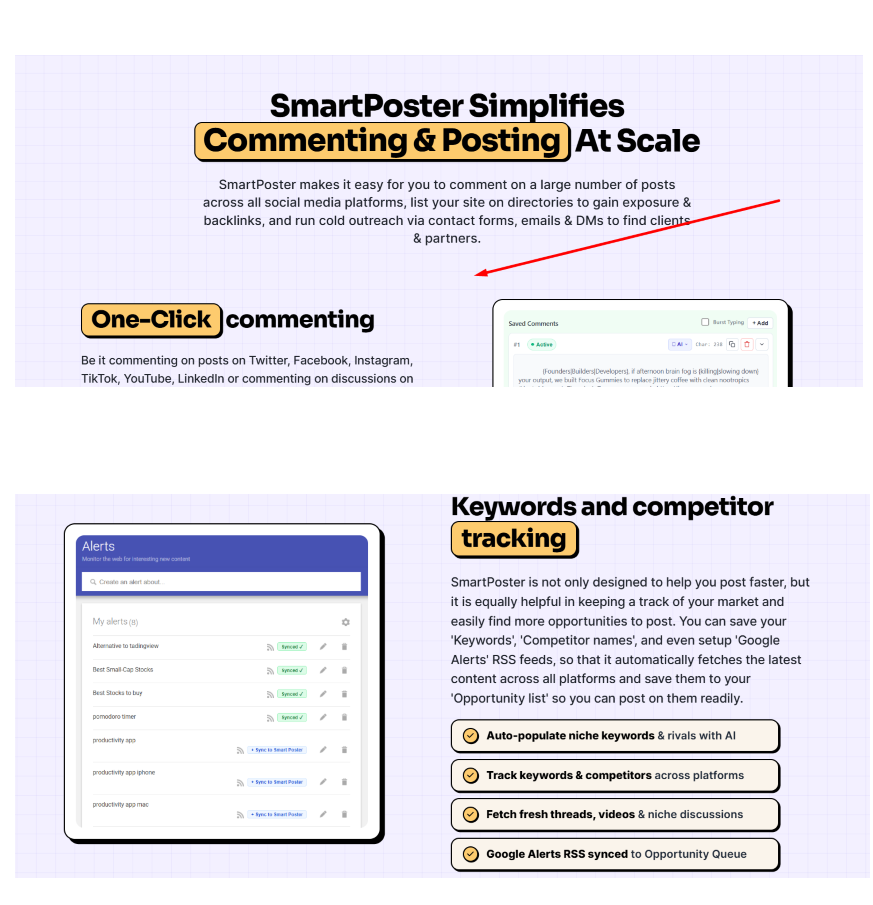 SmartPoster Simplifies
Commenting & Posting At Scale
SmartPoster makes it easy for you to comment on a large number of posts
across all social media platforms, list your site on directories to gain exposure &
backlinks, and run cold outreach via contact forms, emails & DMs to find clients
& partners.
One-Click commenting
Be it commenting on posts on Twitter, Facebook, Instagram,
TikTok, YouTube, LinkedIn or commenting on discussions on
Saved Comments
Burst Typing
+ Add
#1
Active
AI
Char: 258
{Founders|Builders|Developers}, if afternoon brain fog is {killing|slowing down}
your output, we built Focus Gummies to replace jittery coffee with clean nootropics
Alerts
Monitor the web for interesting new content
Create an alert about...
My alerts (8)
Alternative to tadingview
Synced ✓
Best Small-Cap Stocks
Synced ✓
Best Stocks to buy
Synced ✓
pomodoro timer
Synced ✓
productivity app
+ Sync to Smart Poster
productivity app iphone
+ Sync to Smart Poster
productivity app mac
+ Sync to Smart Poster
Keywords and competitor
tracking
SmartPoster is not only designed to help you post faster, but
it is equally helpful in keeping a track of your market and
easily find more opportunities to post. You can save your
'Keywords', 'Competitor names', and even setup 'Google
Alerts' RSS feeds, so that it automatically fetches the latest
content across all platforms and save them to your
'Opportunity list' so you can post on them readily.
Auto-populate niche keywords & rivals with AI
Track keywords & competitors across platforms
Fetch fresh threads, videos & niche discussions
Google Alerts RSS synced to Opportunity Queue